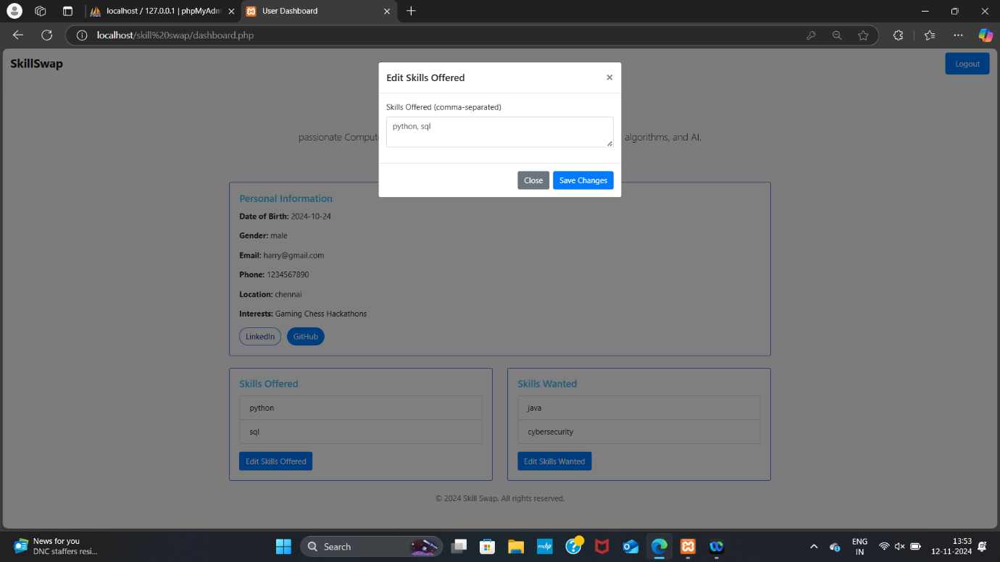 localhost / 127.0.0.1 | phpMyAdm
User Dashboard
localhost/skill%20swap/dashboard.php
SkillSwap
Logout
Edit Skills Offered
×
Skills Offered (comma-separated)
python, sql
Close
Save Changes
passionate Compute
algorithms, and AI.
Personal Information
Date of Birth: 2024-10-24
Gender: male
Email: harry@gmail.com
Phone: 1234567890
Location: chennai
Interests: Gaming Chess Hackathons
LinkedIn
GitHub
Skills Offered
python
sql
Edit Skills Offered
Skills Wanted
java
cybersecurity
Edit Skills Wanted
© 2024 Skill Swap. All rights reserved.
News for you
DNC staffers resi...
Search
myhp
ENG
IN
13:53
12-11-2024